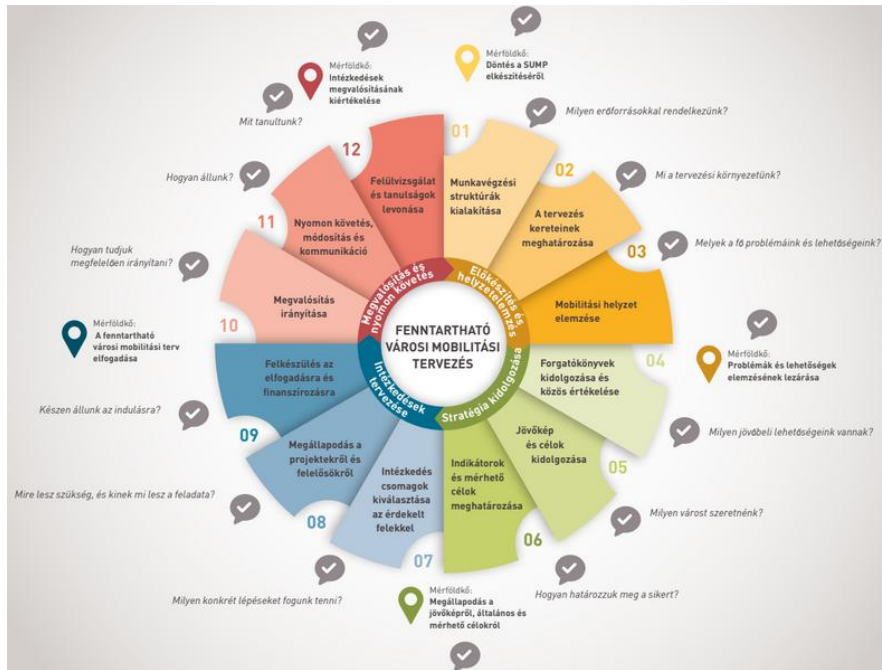 Mérföldkő:
Döntés a SUMP
elkészítéséről
01
Munkavégzési
struktúrák
kialakítása
Milyen erőforrásokkal rendelkezünk?
02
A tervezés
kereteinek
meghatározása
Mi a tervezési környezetünk?
03
Mobilitási helyzet
elemzése
Melyek a fő problémáink és lehetőségeink?
Mérföldkő:
Problémák és lehetőségek
elemzésének lezárása
04
Forgatókönyvek
kidolgozása és
közös értékelése
Milyen jövőbeli lehetőségeink vannak?
05
Jövőkép
és célok
kidolgozása
Milyen várost szeretnénk?
06
Indikátorok
és mérhető
célok
meghatározása
Hogyan határozzuk meg a sikert?
Mérföldkő:
Megállapodás a
jövőképről, általános és
mérhető célokról
07
Intézkedés
csomagok
kiválasztása
az érdekelt
felekkel
Milyen konkrét lépéseket fogunk tenni?
08
Megállapodás a
projektekről és
felelősökről
Mire lesz szükség, és kinek mi lesz a feladata?
09
Felkészülés az
elfogadásra és
finanszírozásra
Készen állunk az indulásra?
Mérföldkő:
A fenntartható
városi mobilitási terv
elfogadása
10
Megvalósítás
irányítása
Hogyan tudjuk
megfelelően irányítani?
11
Nyomon követés,
módosítás és
kommunikáció
Hogyan állunk?
12
Felülvizsgálat
és tanulságok
levonása
Mit tanultunk?
Mérföldkő:
Intézkedések
megvalósításának
kiértékelése
Előkészítés és
helyzetelemzés
Stratégia kidolgozása
Intézkedések
tervezése
Megvalósítás és
nyomon követés
FENNTARTHATÓ
VÁROSI MOBILITÁSI
TERVEZÉS